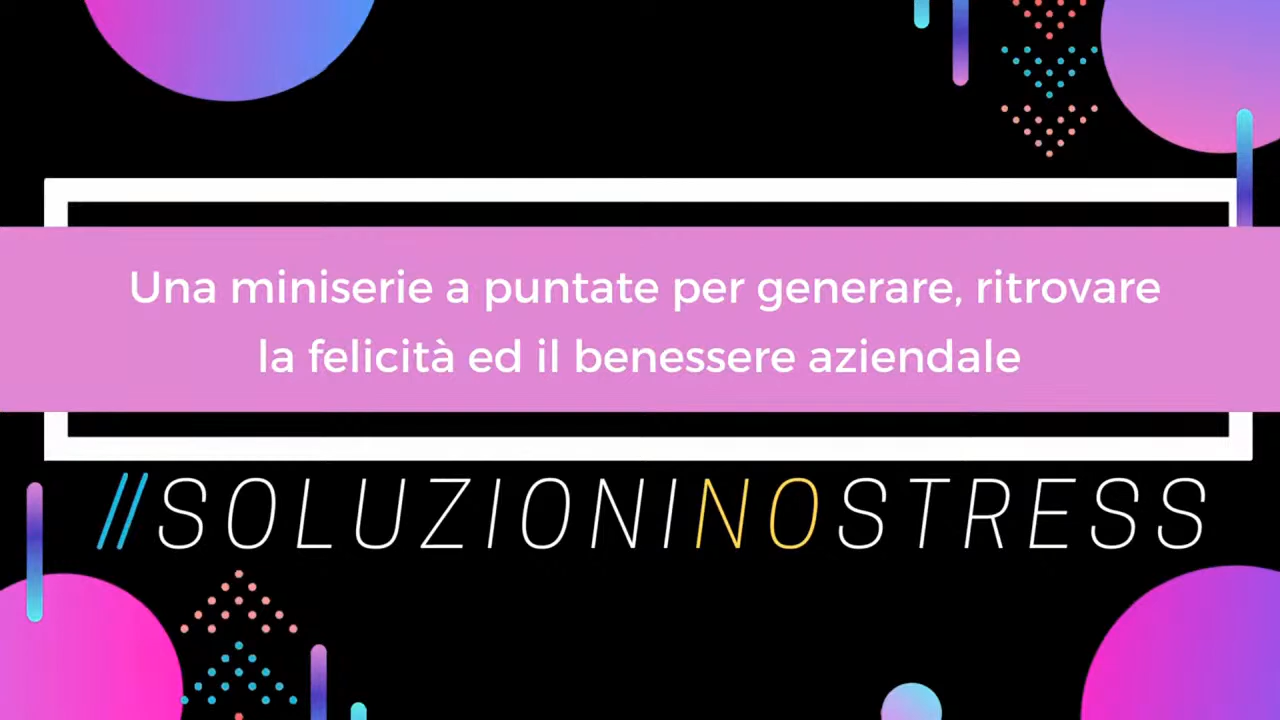 Una miniserie a puntate per generare, ritrovare
la felicità ed il benessere aziendale
//SOLUZIONINOSTRESS